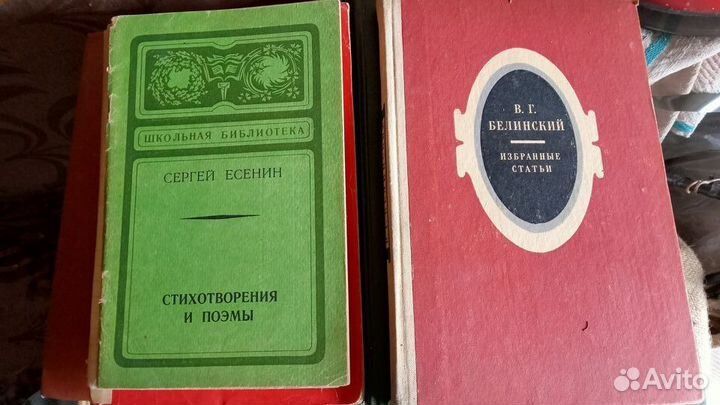 ШКОЛЬНАЯ БИБЛИОТЕКА
СЕРГЕЙ ЕСЕНИН
СТИХОТВОРЕНИЯ
И ПОЭМЫ
В. Г.
БЕЛИНСКИЙ
ИЗБРАННЫЕ
СТАТЬИ
Avito